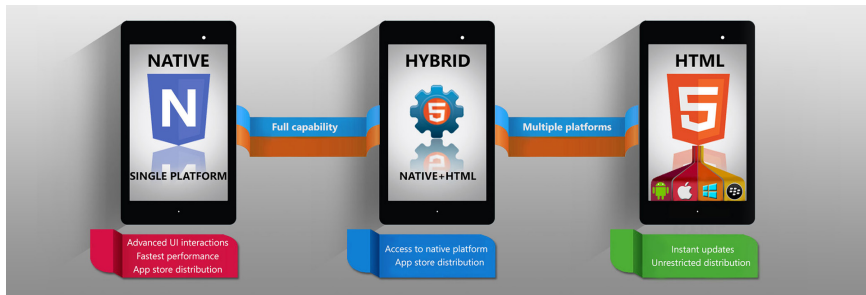 NATIVE
N
SINGLE PLATFORM
Advanced UI interactions
Fastest performance
App store distribution
Full capability
HYBRID
5
NATIVE+HTML
Access to native platform
App store distribution
Multiple platforms
HTML
5
Instant updates
Unrestricted distribution